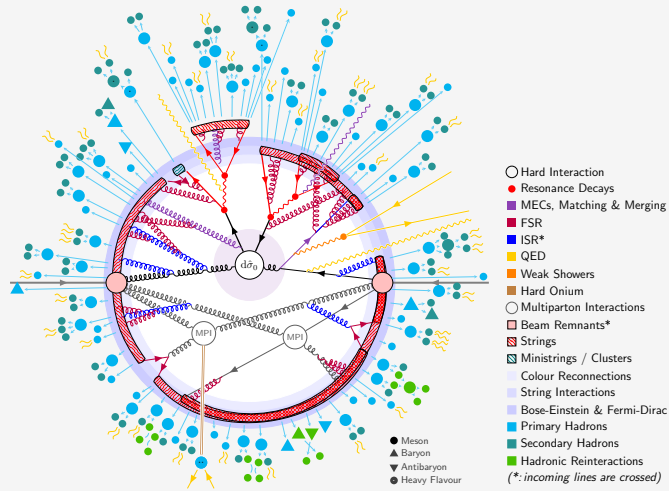 dσ̂₀
MPI
MPI
Hard Interaction
Resonance Decays
MECs, Matching & Merging
FSR
ISR*
QED
Weak Showers
Hard Onium
Multiparton Interactions
Beam Remnants*
Strings
Ministrings / Clusters
Colour Reconnections
String Interactions
Bose-Einstein & Fermi-Dirac
Primary Hadrons
Secondary Hadrons
Hadronic Reinteractions
(*: incoming lines are crossed)
Meson
Baryon
Antibaryon
Heavy Flavour